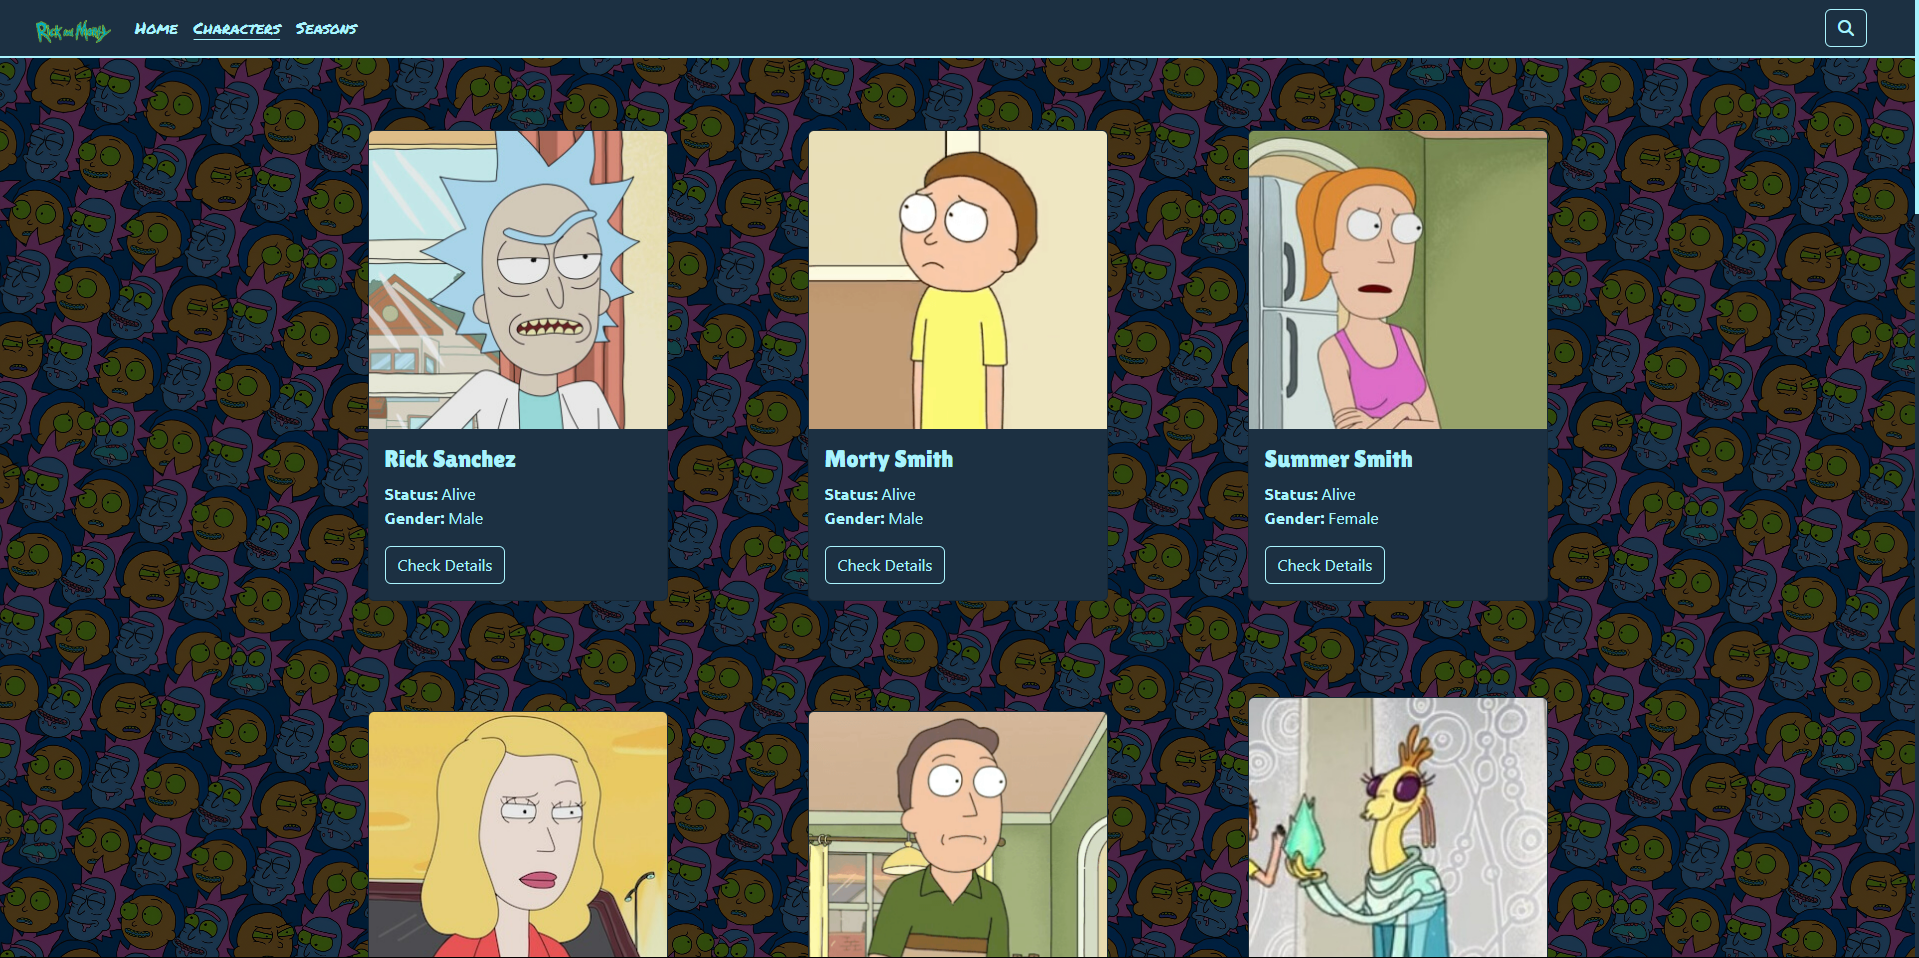 Rick and Morty Home Characters Seasons
Rick Sanchez
Status: Alive
Gender: Male
Check Details
Morty Smith
Status: Alive
Gender: Male
Check Details
Summer Smith
Status: Alive
Gender: Female
Check Details